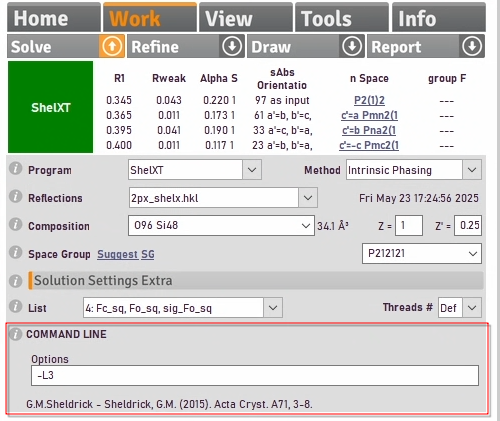 Home Work View Tools Info
Solve Refine Draw Report
R1 Rweak Alpha S sAbs Orientatio n Space group F
ShelXT
0.345 0.043 0.220 1 97 as input P2(1)2 ---
0.365 0.011 0.173 1 61 a'=b, b'=c, c'=a Pmn2(1 ---
0.395 0.041 0.190 1 33 a'=c, b'=a, c'=b Pna2(1 ---
0.400 0.011 0.117 1 23 a'=b, b'=a, c'=-c Pmc2(1 ---
Program ShelXT Method Intrinsic Phasing
Reflections 2px_shelx.hkl Fri May 23 17:24:56 2025
Composition O96 Si48 34.1 Å³ Z = 1 Z' = 0.25
Space Group Suggest SG P212121
Solution Settings Extra
List 4: Fc_sq, Fo_sq, sig_Fo_sq Threads # Def
COMMAND LINE
Options
-L3
G.M.Sheldrick - Sheldrick, G.M. (2015). Acta Cryst. A71, 3-8.